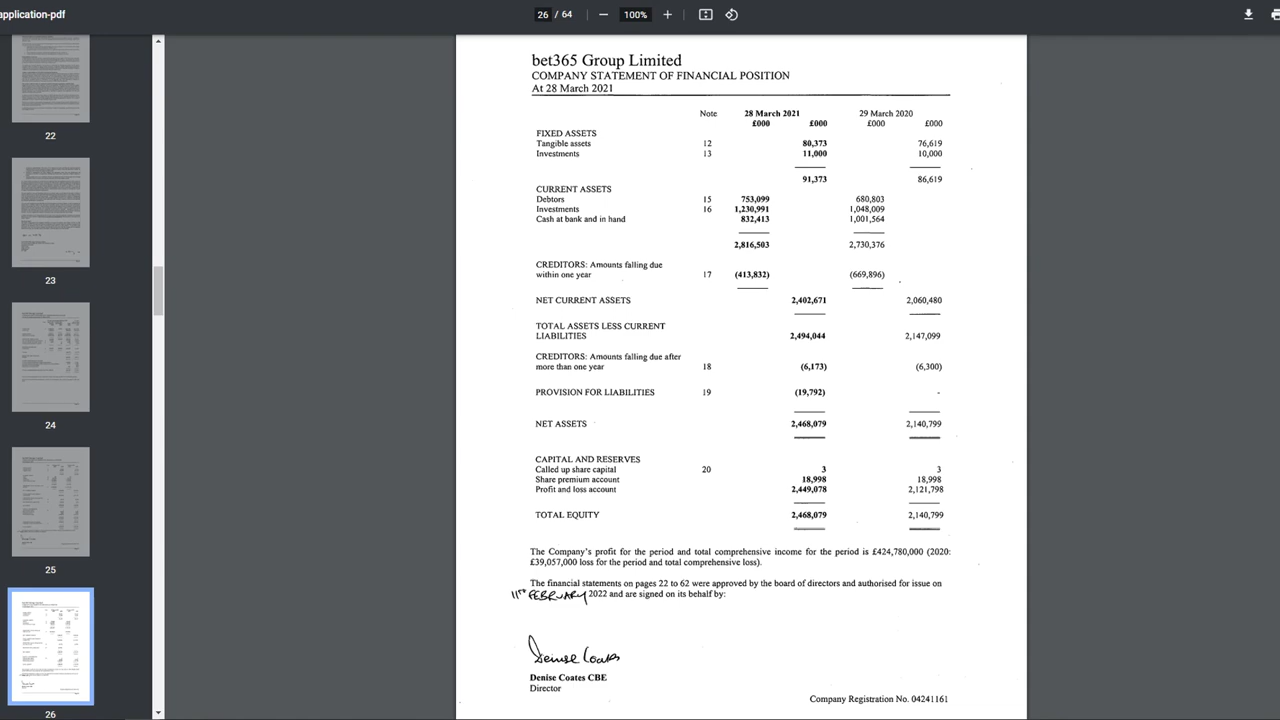 application-pdf
26 / 64
100%
22
23
24
25
26
bet365 Group Limited
COMPANY STATEMENT OF FINANCIAL POSITION
At 28 March 2021
Note 28 March 2021 29 March 2020
£000 £000 £000 £000
FIXED ASSETS
Tangible assets 12 80,373 76,619
Investments 13 11,000 10,000
91,373 86,619
CURRENT ASSETS
Debtors 15 753,099 680,803
Investments 16 1,230,991 1,048,009
Cash at bank and in hand 832,413 1,001,564
2,816,503 2,730,376
CREDITORS: Amounts falling due
within one year 17 (413,832) (669,896)
NET CURRENT ASSETS 2,402,671 2,060,480
TOTAL ASSETS LESS CURRENT
LIABILITIES 2,494,044 2,147,099
CREDITORS: Amounts falling due after
more than one year 18 (6,173) (6,300)
PROVISION FOR LIABILITIES 19 (19,792) -
NET ASSETS 2,468,079 2,140,799
CAPITAL AND RESERVES
Called up share capital 20 3 3
Share premium account 18,998 18,998
Profit and loss account 2,449,078 2,121,798
TOTAL EQUITY 2,468,079 2,140,799
The Company's profit for the period and total comprehensive income for the period is £424,780,000 (2020:
£39,057,000 loss for the period and total comprehensive loss).
The financial statements on pages 22 to 62 were approved by the board of directors and authorised for issue on
11TH FEBRUARY 2022 and are signed on its behalf by:
Denise Coates
Denise Coates CBE
Director
Company Registration No. 04241161